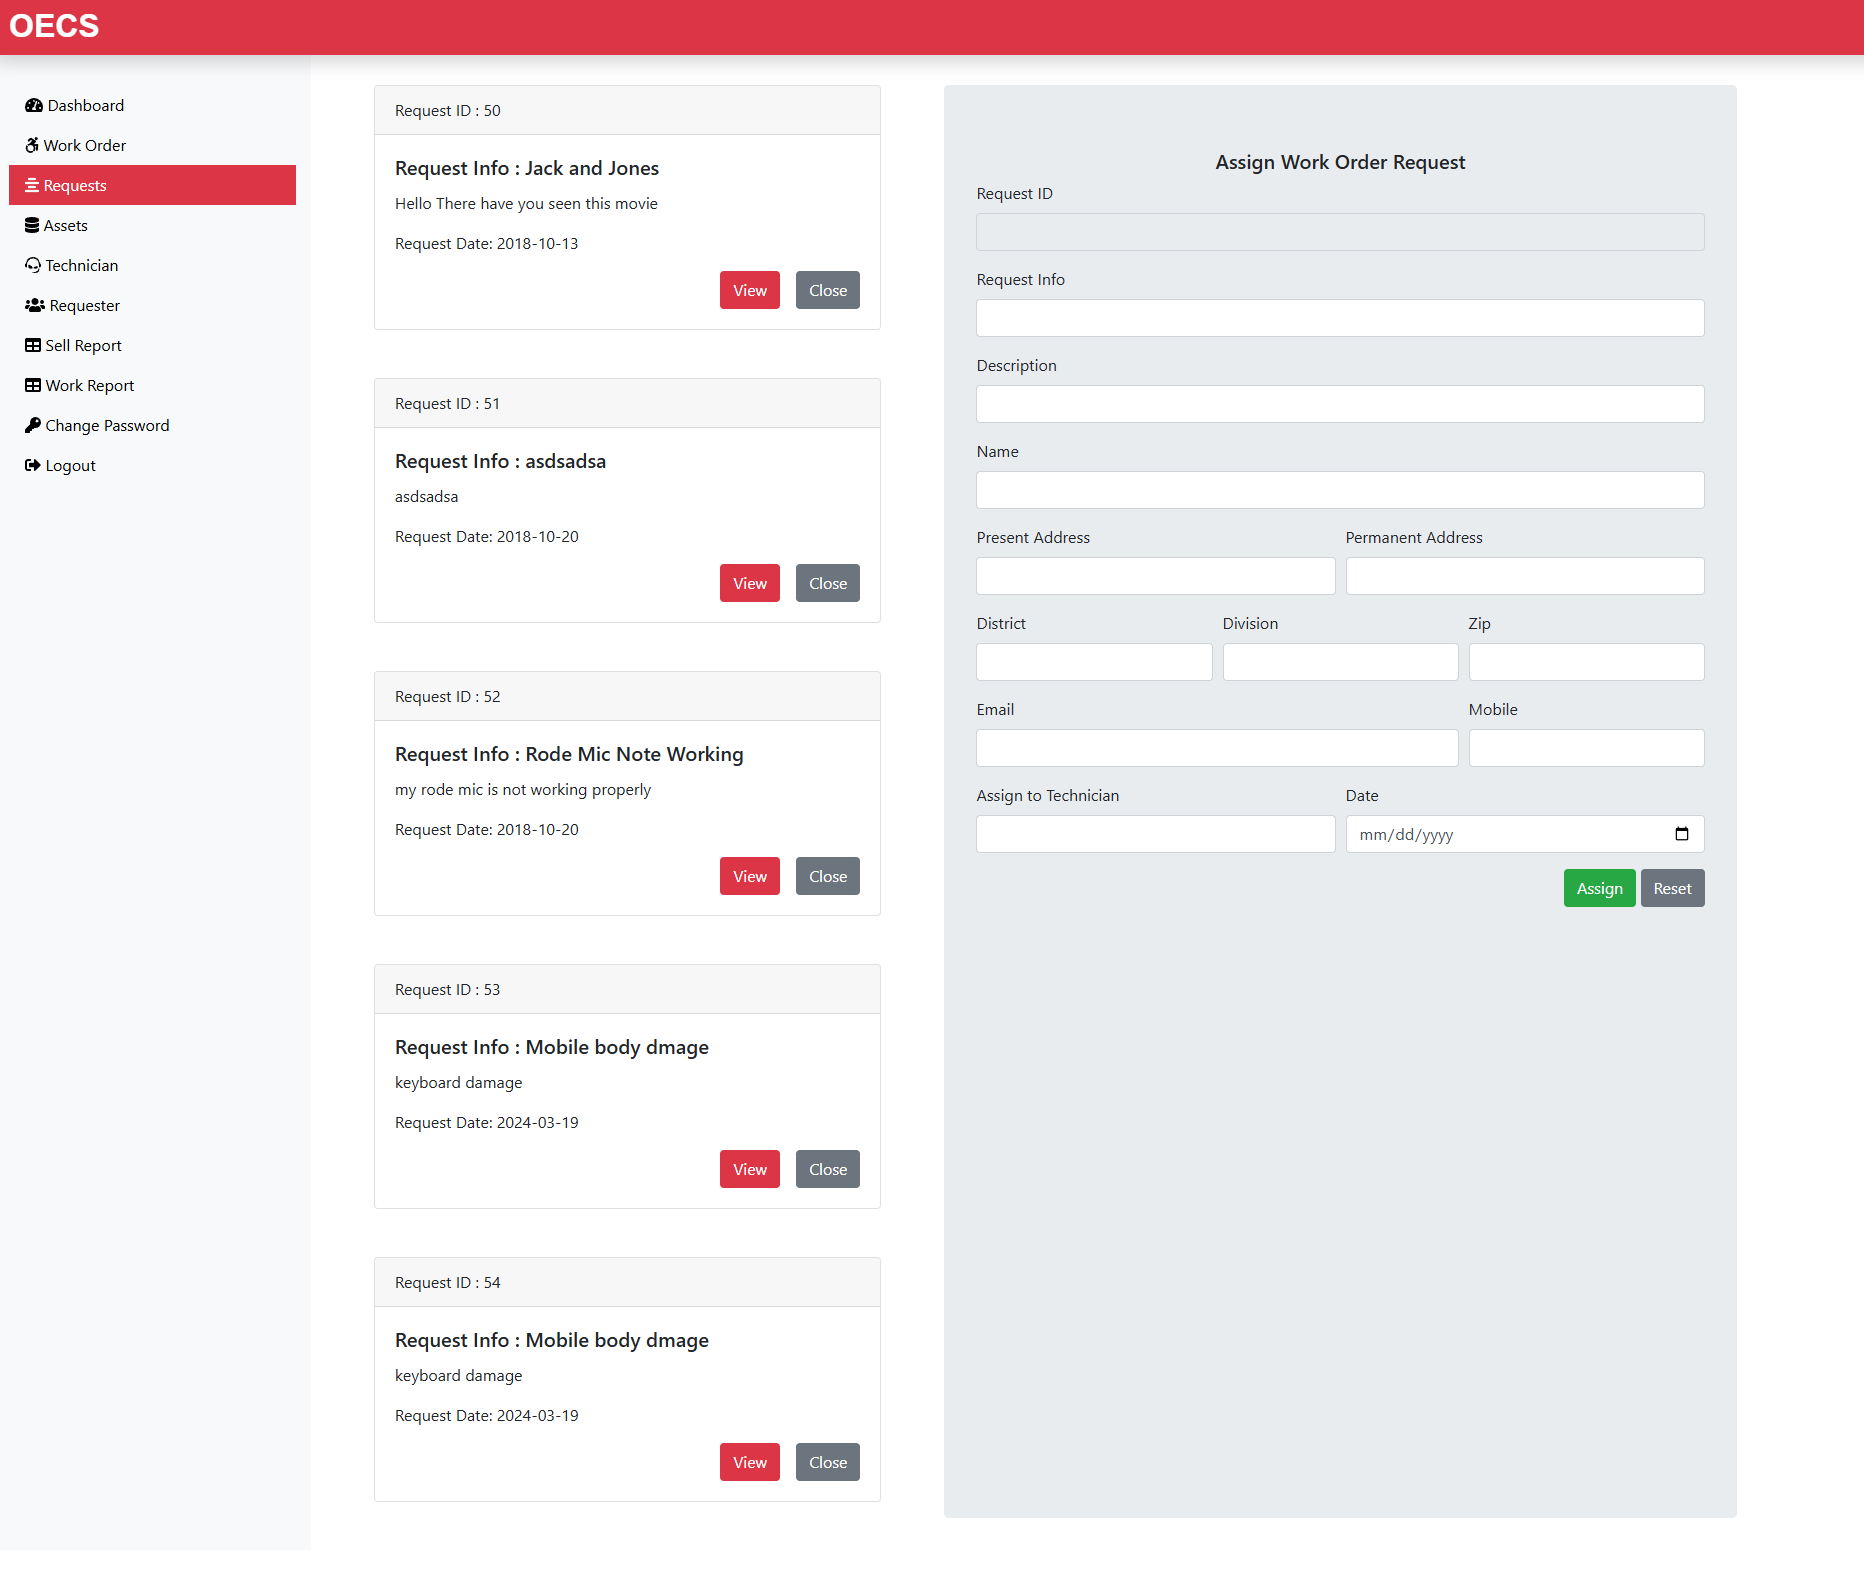 OECS
Dashboard
Work Order
Requests
Assets
Technician
Requester
Sell Report
Work Report
Change Password
Logout
Request ID : 50
Request Info : Jack and Jones
Hello There have you seen this movie
Request Date: 2018-10-13
View Close
Request ID : 51
Request Info : asdsadsa
asdsadsa
Request Date: 2018-10-20
View Close
Request ID : 52
Request Info : Rode Mic Note Working
my rode mic is not working properly
Request Date: 2018-10-20
View Close
Request ID : 53
Request Info : Mobile body dmage
keyboard damage
Request Date: 2024-03-19
View Close
Request ID : 54
Request Info : Mobile body dmage
keyboard damage
Request Date: 2024-03-19
View Close
Assign Work Order Request
Request ID
Request Info
Description
Name
Present Address Permanent Address
District Division Zip
Email Mobile
Assign to Technician Date
mm/dd/yyyy
Assign Reset